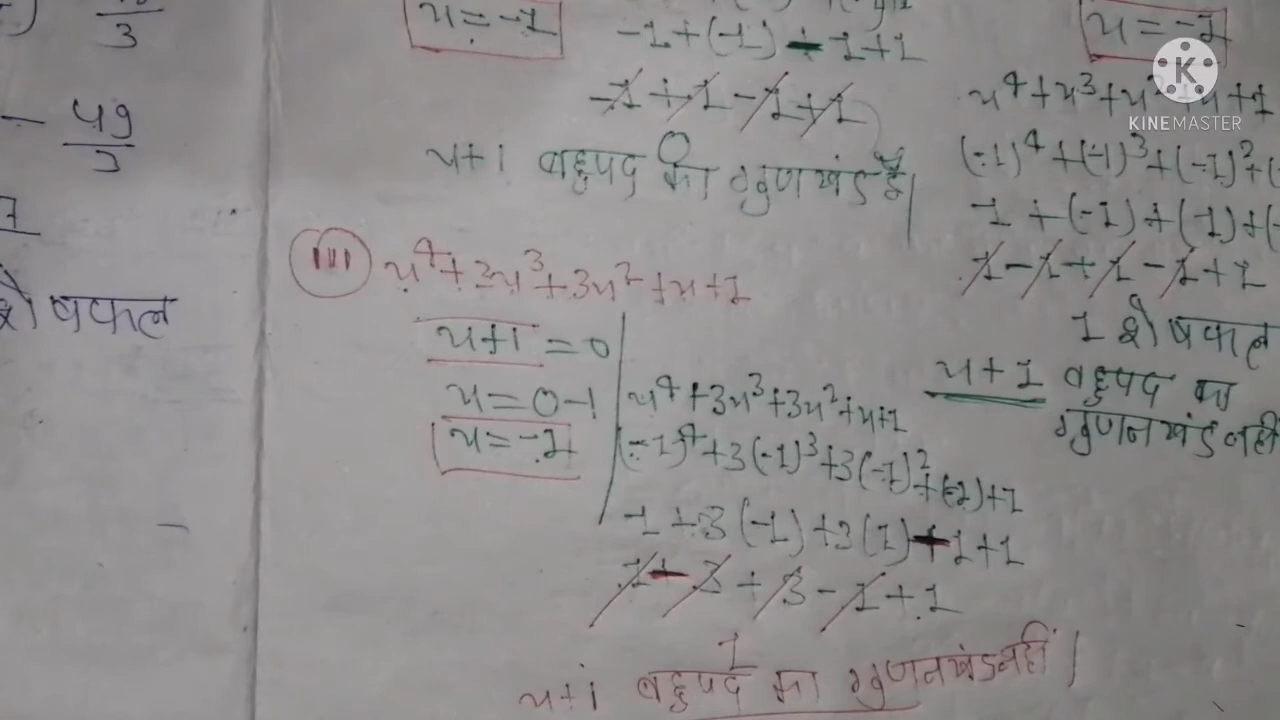 3
- 49/3
शेषफल
x=-1
-1+(-1)-1+1
-1+1-1+1
0
x+1 बहुपद का गुणखंड है|
(III) x⁴+3x³+3x²+x+1
x+1=0
x=0-1
x=-1
x⁴+3x³+3x²+x+1
(-1)⁴+3(-1)³+3(-1)²+(-1)+1
-1+3(-1)+3(1)-1+1
1-3+3-1+1
1
x+1 बहुपद का गुणनखंड नहीं|
x=-1
x⁴+x³+x²+x+1
(-1)⁴+(-1)³+(-1)²+(-
1+(-1)+(1)+(-
1-1+1-1+1
1 शेषफल
x+1 बहुपद का
गुणनखंड नहीं
KINEMASTER